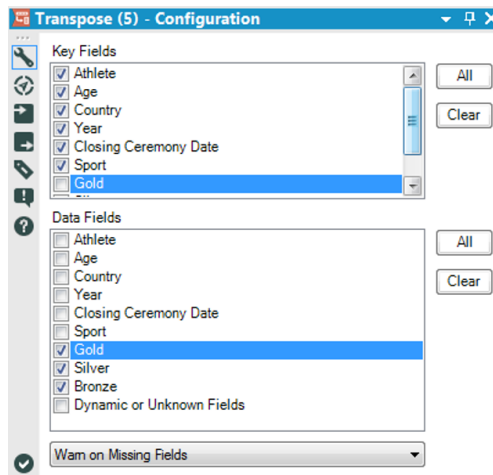 Transpose (5) - Configuration
Key Fields
Athlete
Age
Country
Year
Closing Ceremony Date
Sport
Gold
Data Fields
Athlete
Age
Country
Year
Closing Ceremony Date
Sport
Gold
Silver
Bronze
Dynamic or Unknown Fields
Warn on Missing Fields
All
Clear
All
Clear